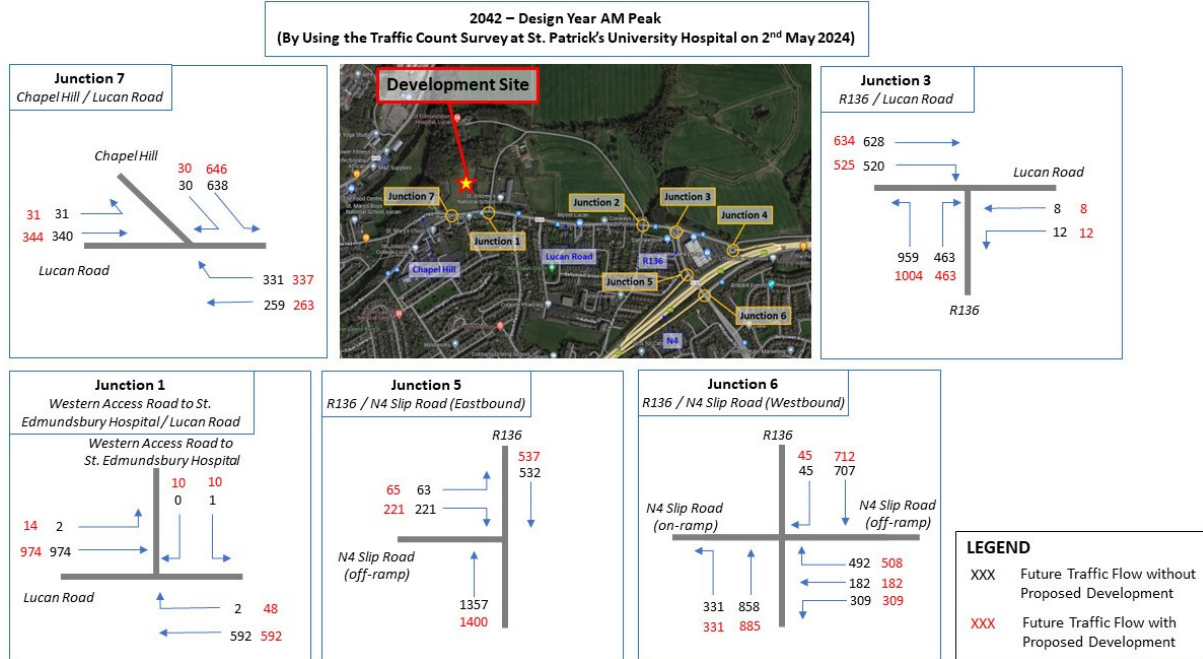 2042 – Design Year AM Peak
(By Using the Traffic Count Survey at St. Patrick's University Hospital on 2nd May 2024)
Junction 7
Chapel Hill / Lucan Road
Chapel Hill
30 646
30 638
31 31
344 340
Lucan Road
331 337
259 263
Development Site
Junction 7
Junction 1
Junction 2
Junction 3
Junction 4
Chapel Hill
Lucan Road
R136
Junction 5
Junction 6
N4
Junction 3
R136 / Lucan Road
634 628
525 520
Lucan Road
8 8
12 12
959 463
1004 463
R136
Junction 1
Western Access Road to St.
Edmundsbury Hospital / Lucan Road
Western Access Road to
St. Edmundsbury Hospital
10 10
0 1
14 2
974 974
Lucan Road
2 48
592 592
Junction 5
R136 / N4 Slip Road (Eastbound)
R136
537
532
65 63
221 221
N4 Slip Road
(off-ramp)
1357
1400
Junction 6
R136 / N4 Slip Road (Westbound)
R136
45 712
45 707
N4 Slip Road
(on-ramp)
N4 Slip Road
(off-ramp)
492 508
182 182
309 309
331 858
331 885
LEGEND
XXX Future Traffic Flow without
Proposed Development
XXX Future Traffic Flow with
Proposed Development